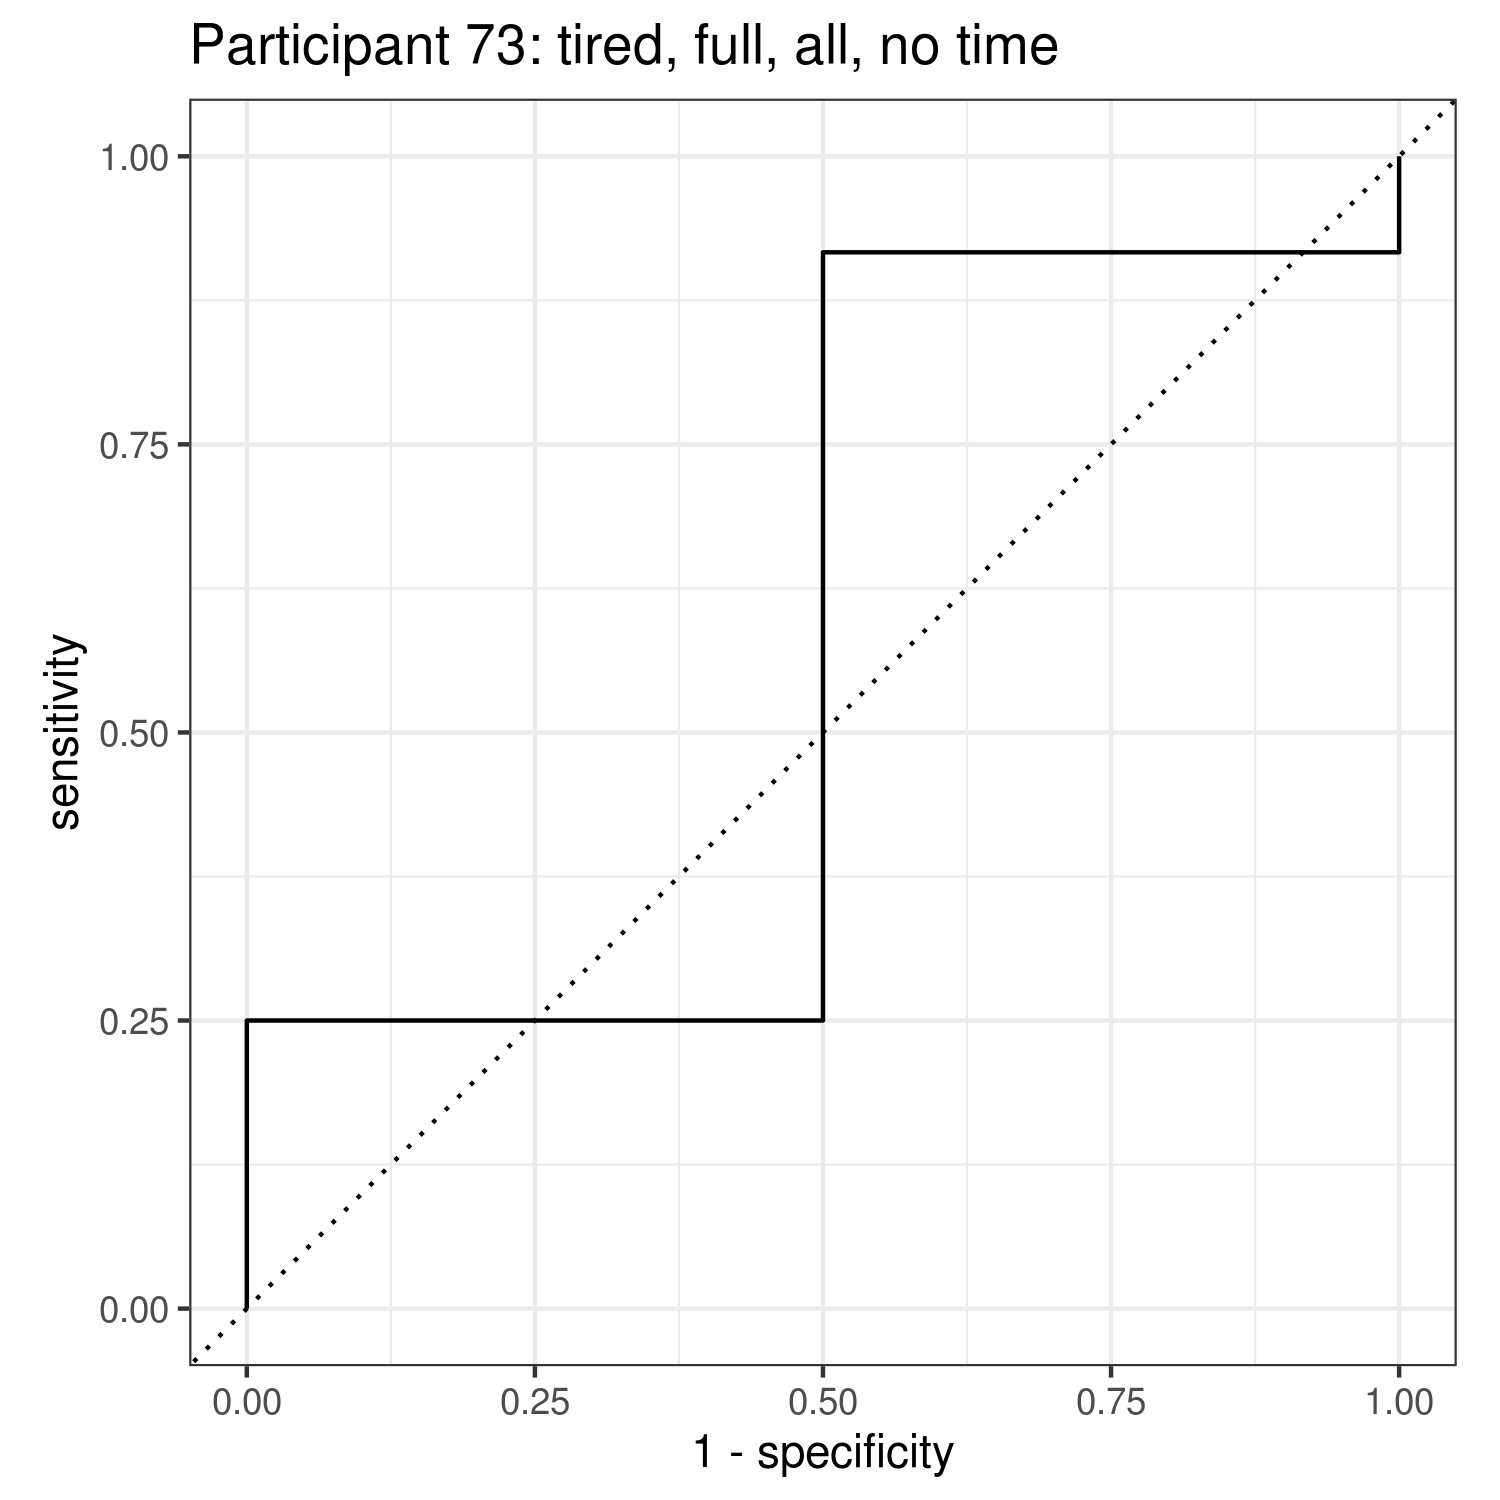 Participant 73: tired, full, all, no time
1.00
0.75
0.50
0.25
0.00
sensitivity
0.00 0.25 0.50 0.75 1.00
1 - specificity